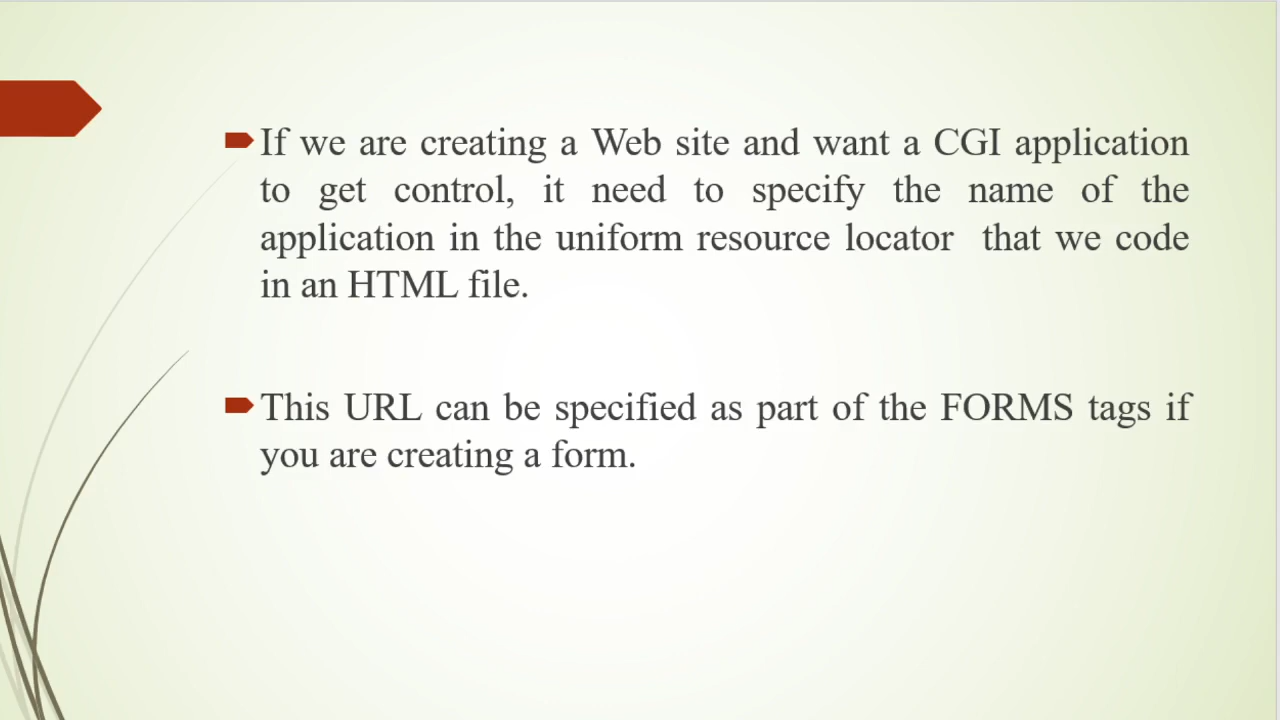 If we are creating a Web site and want a CGI application
to get control, it need to specify the name of the
application in the uniform resource locator  that we code
in an HTML file.
This URL can be specified as part of the FORMS tags if
you are creating a form.